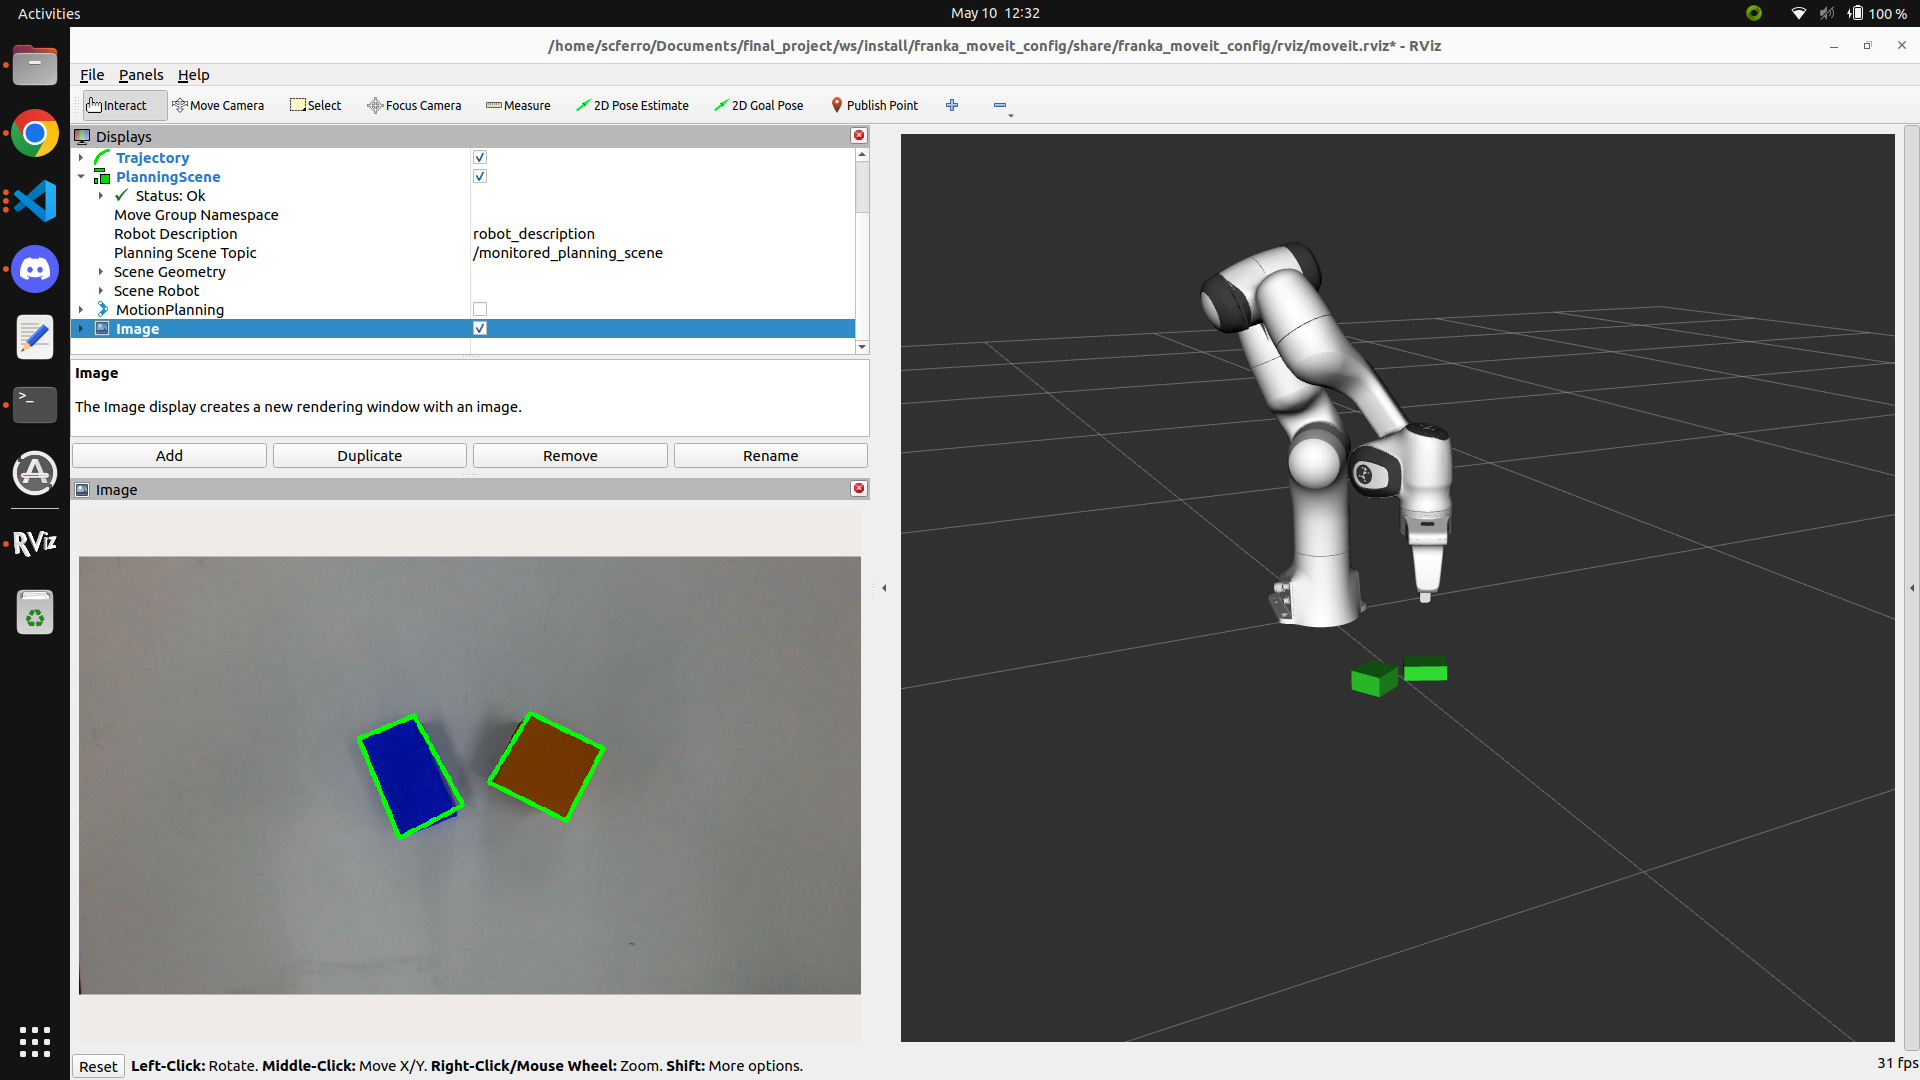 Activities
May 10 12:32
100 %
/home/scferro/Documents/final_project/ws/install/franka_moveit_config/share/franka_moveit_config/rviz/moveit.rviz* - RViz
File Panels Help
Interact Move Camera Select Focus Camera Measure 2D Pose Estimate 2D Goal Pose Publish Point
Displays
Trajectory
PlanningScene
Status: Ok
Move Group Namespace
Robot Description robot_description
Planning Scene Topic /monitored_planning_scene
Scene Geometry
Scene Robot
MotionPlanning
Image
Image
The Image display creates a new rendering window with an image.
Add Duplicate Remove Rename
Image
RViz
Reset Left-Click: Rotate. Middle-Click: Move X/Y. Right-Click/Mouse Wheel: Zoom. Shift: More options.
31 fps